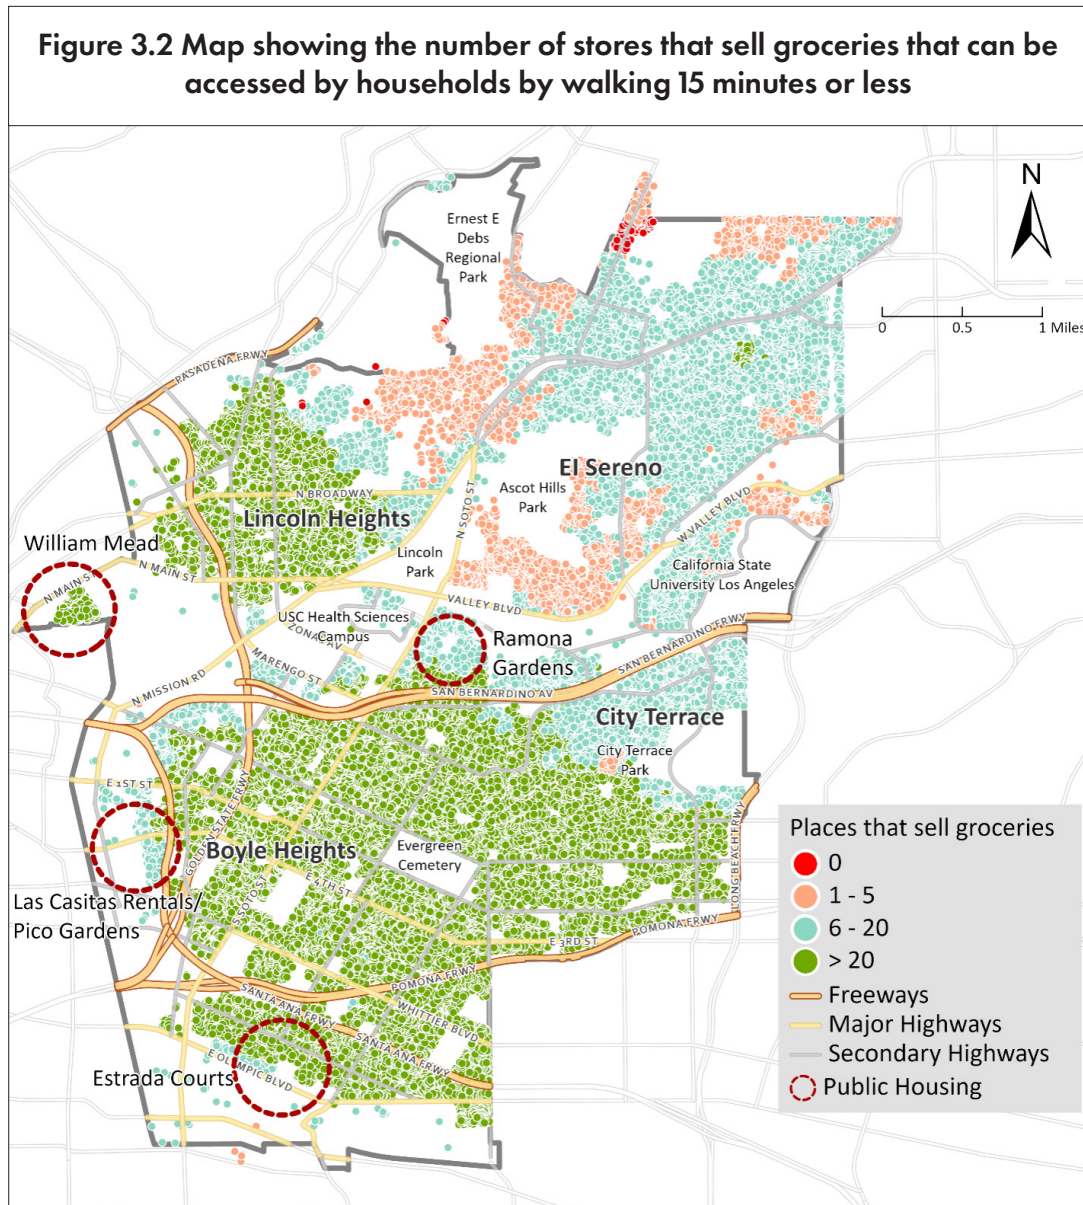 Figure 3.2 Map showing the number of stores that sell groceries that can be
accessed by households by walking 15 minutes or less
N
Ernest E
Debs
Regional
Park
0 0.5 1 Miles
PASADENA FRWY
El Sereno
Ascot Hills
Park
N BROADWAY
N SOTO ST
Lincoln Heights
W VALLEY BLVD
William Mead
N MAIN ST
N MAIN ST
Lincoln
Park
California State
University Los Angeles
VALLEY BLVD
USC Health Sciences
Campus
ZONAL AV
Ramona
Gardens
MARENGO ST
SAN BERNARDINO FRWY
N MISSION RD
SAN BERNARDINO AV
City Terrace
City Terrace
Park
E 1ST ST
GOLDEN STATE FRWY
LONG BEACH FRWY
Boyle Heights
Evergreen
Cemetery
E 4TH ST
S SOTO ST
Las Casitas Rentals/
Pico Gardens
E 3RD ST
POMONA FRWY
POMONA FRWY
SANTA ANA FRWY
WHITTIER BLVD
SANTA ANA FRWY
E OLYMPIC BLVD
Estrada Courts
Places that sell groceries
0
1 - 5
6 - 20
> 20
Freeways
Major Highways
Secondary Highways
Public Housing